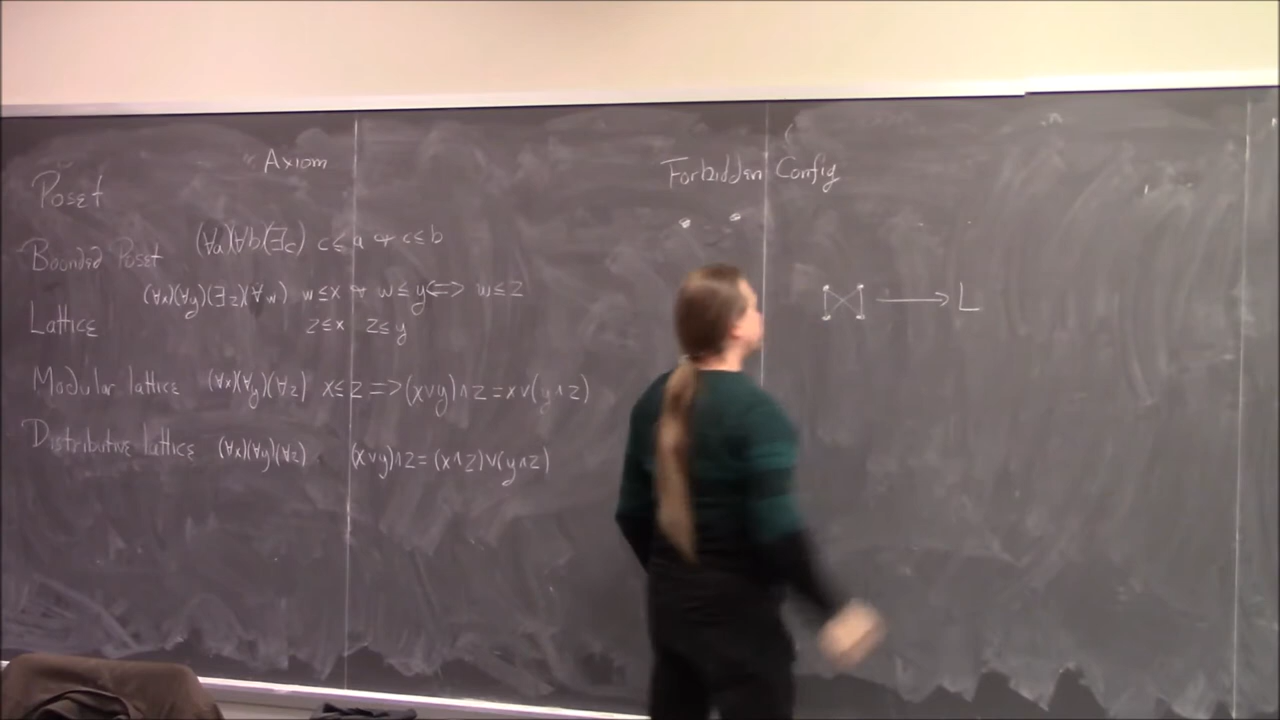 Axiom
Forbidden Config
Poset
Bounded Poset (∀a)(∀b(∃c) c≤a & c≤b
(∀x)(∀y)(∃z)(∀w) w≤x & w≤y⟺ w≤z
Lattice z≤x z≤y
→ L
Modular lattice (∀x)(∀y)(∀z) x≤z ⟹(x∨y)∧z=x∨(y∧z)
Distributive lattice (∀x)(∀y)(∀z) (x∨y)∧z=(x∧z)∨(y∧z)